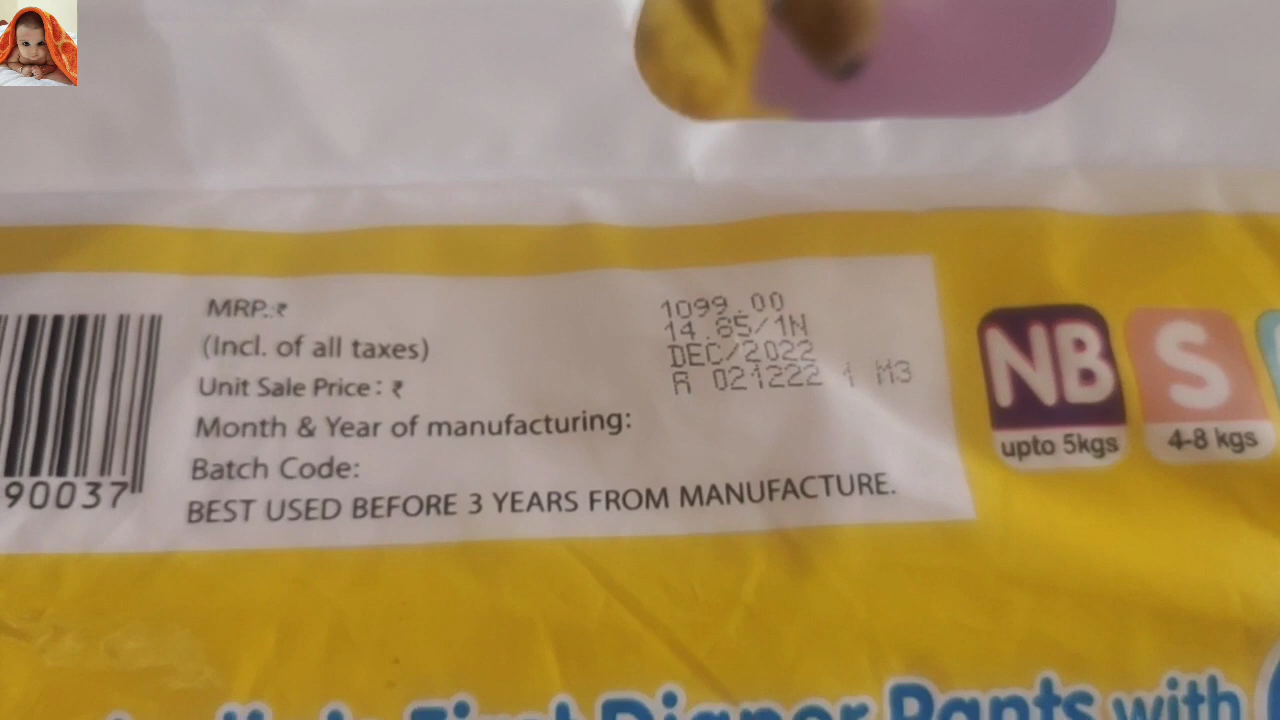 MRP.:₹
(Incl. of all taxes)
Unit Sale Price: ₹
Month & Year of manufacturing:
Batch Code:
BEST USED BEFORE 3 YEARS FROM MANUFACTURE.
1099.00
14.85/1N
DEC/2022
R 021222 1 M3
90037
NB
upto 5kgs
S
4-8 kgs
First Diaper Pants with